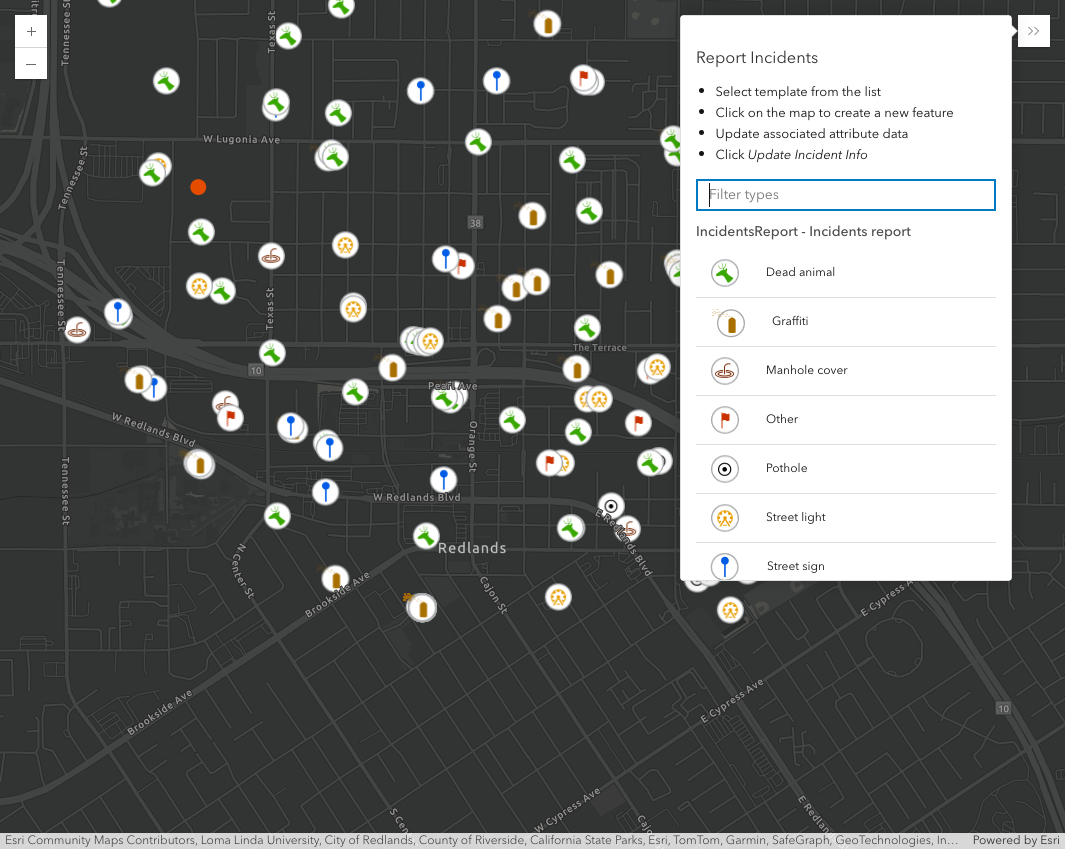 +
−
Report Incidents
Select template from the list
Click on the map to create a new feature
Update associated attribute data
Click Update Incident Info
Filter types
IncidentsReport - Incidents report
Dead animal
Graffiti
Manhole cover
Other
Pothole
Street light
Street sign
Tennessee St
Texas St
W Lugonia Ave
Tennessee St
38
Tennessee St
Texas St
The Terrace
10
Pearl Ave
W Redlands Blvd
Orange St
Tennessee St
W Redlands Blvd
E Redlands Blvd
Redlands
N Center St
Brookside Ave
Cajon St
E Cypress A
E Cypress Ave
Brookside Ave
10
W Cypress Ave
S Cen
Cajo
E Redlan
Esri Community Maps Contributors, Loma Linda University, City of Redlands, County of Riverside, California State Parks, Esri, TomTom, Garmin, SafeGraph, GeoTechnologies, In… Powered by Esri